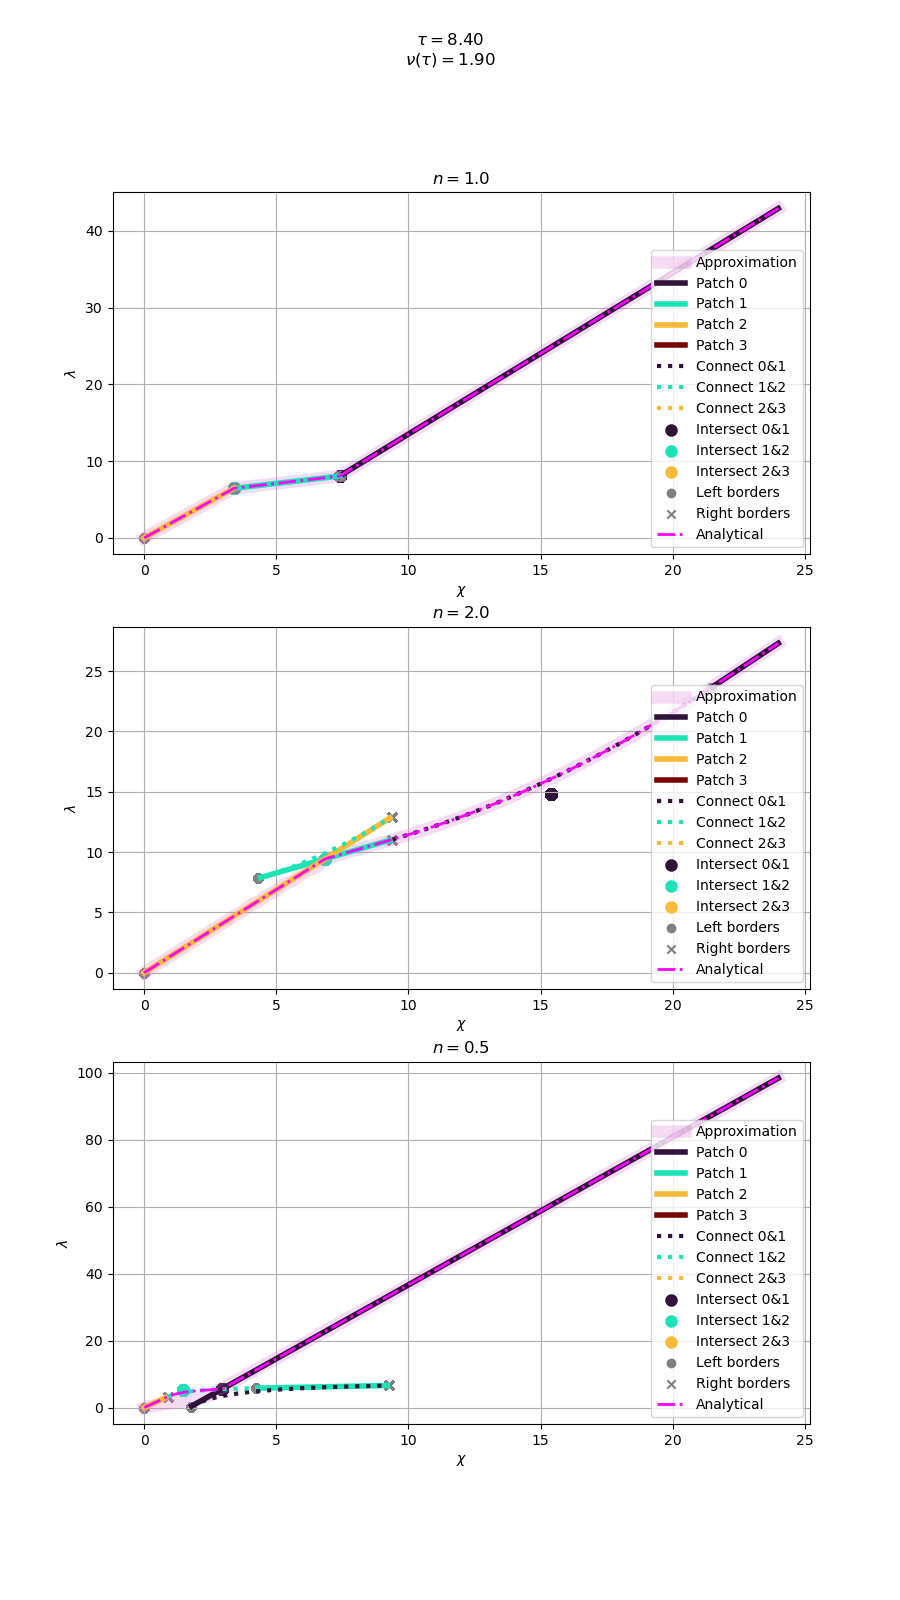 τ = 8.40
ν(τ) = 1.90
n = 1.0
λ
40
30
20
10
0
0 5 10 15 20 25
χ
Approximation
Patch 0
Patch 1
Patch 2
Patch 3
Connect 0&1
Connect 1&2
Connect 2&3
Intersect 0&1
Intersect 1&2
Intersect 2&3
Left borders
Right borders
Analytical
n = 2.0
λ
25
20
15
10
5
0
0 5 10 15 20 25
χ
Approximation
Patch 0
Patch 1
Patch 2
Patch 3
Connect 0&1
Connect 1&2
Connect 2&3
Intersect 0&1
Intersect 1&2
Intersect 2&3
Left borders
Right borders
Analytical
n = 0.5
λ
100
80
60
40
20
0
0 5 10 15 20 25
χ
Approximation
Patch 0
Patch 1
Patch 2
Patch 3
Connect 0&1
Connect 1&2
Connect 2&3
Intersect 0&1
Intersect 1&2
Intersect 2&3
Left borders
Right borders
Analytical